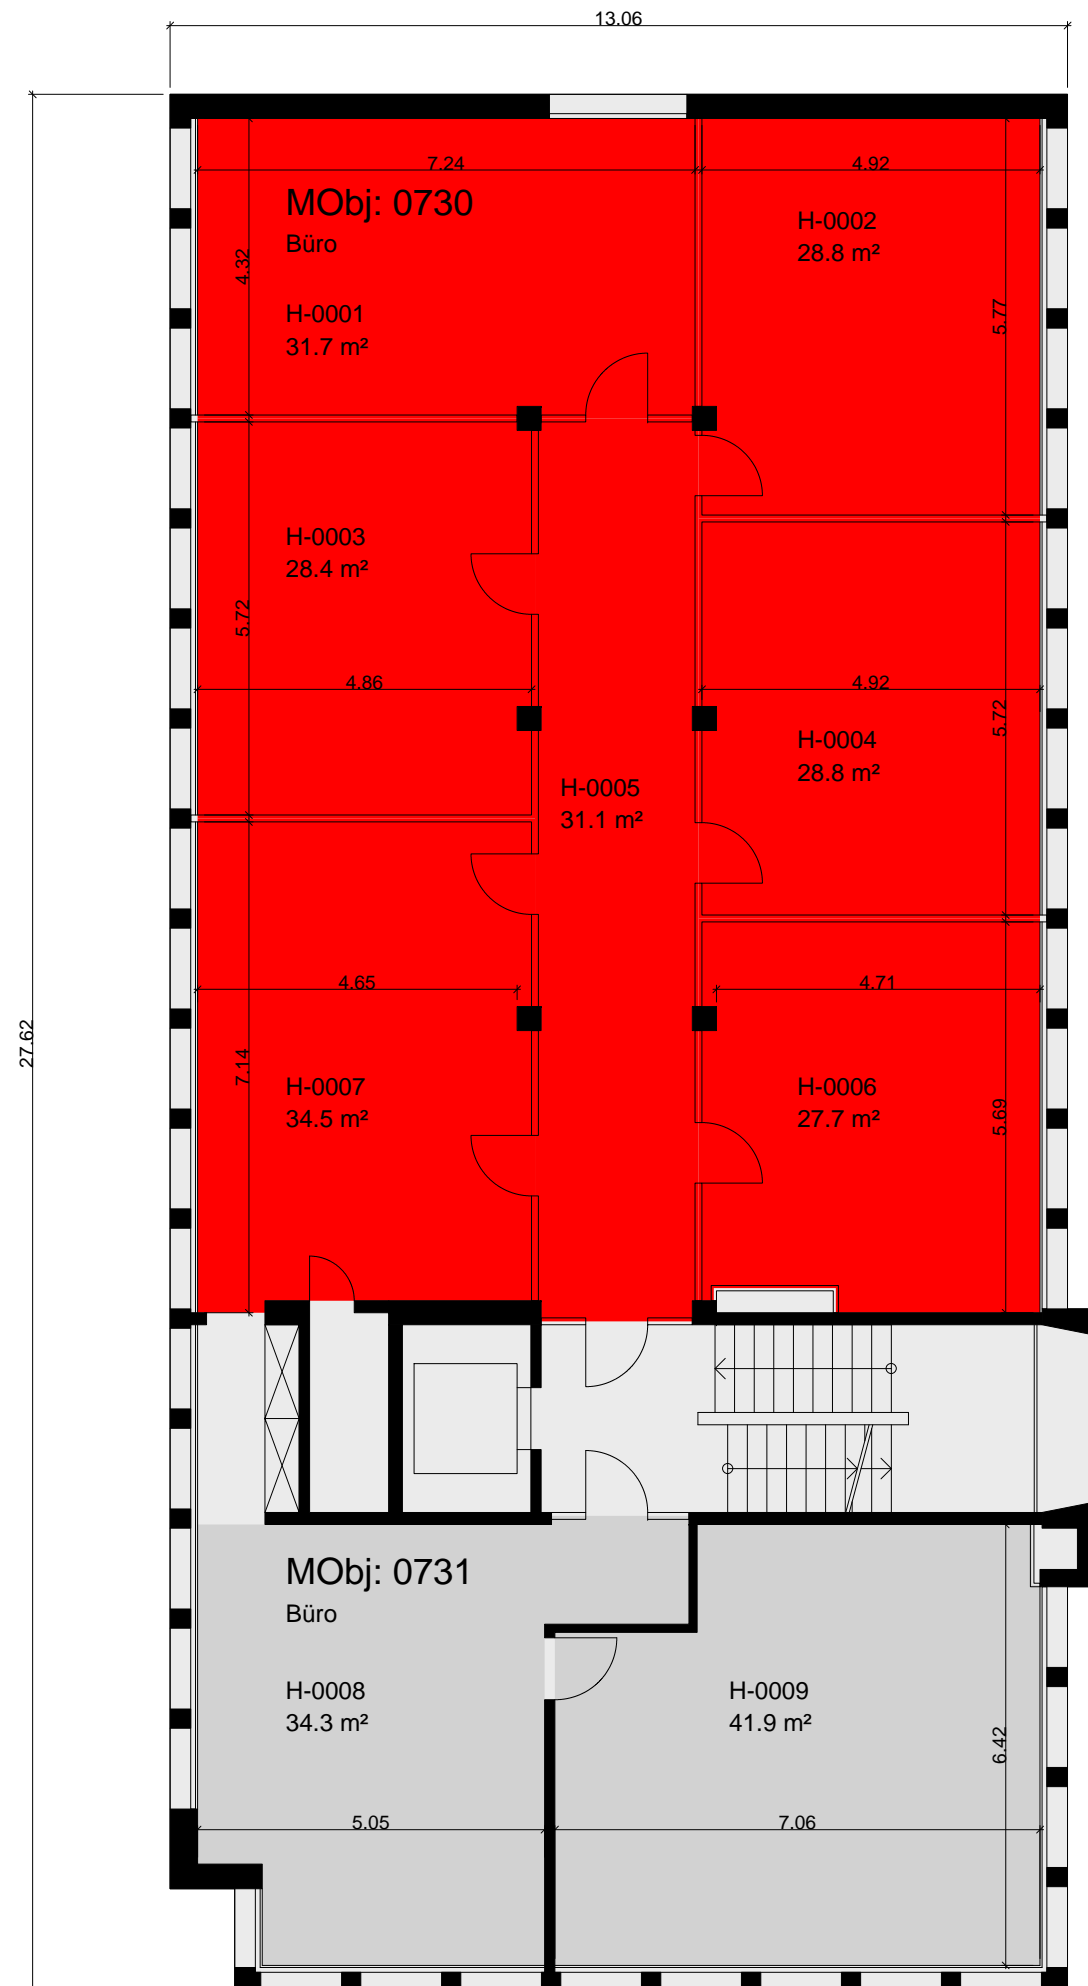 13.06
7.24
4.92
MObj: 0730
Büro
H-0002
28.8 m²
4.32
5.77
H-0001
31.7 m²
H-0003
28.4 m²
5.72
4.86
4.92
5.72
H-0004
28.8 m²
H-0005
31.1 m²
4.65
4.71
27.62
7.14
H-0007
34.5 m²
H-0006
27.7 m²
5.69
MObj: 0731
Büro
H-0008
34.3 m²
H-0009
41.9 m²
6.42
5.05
7.06